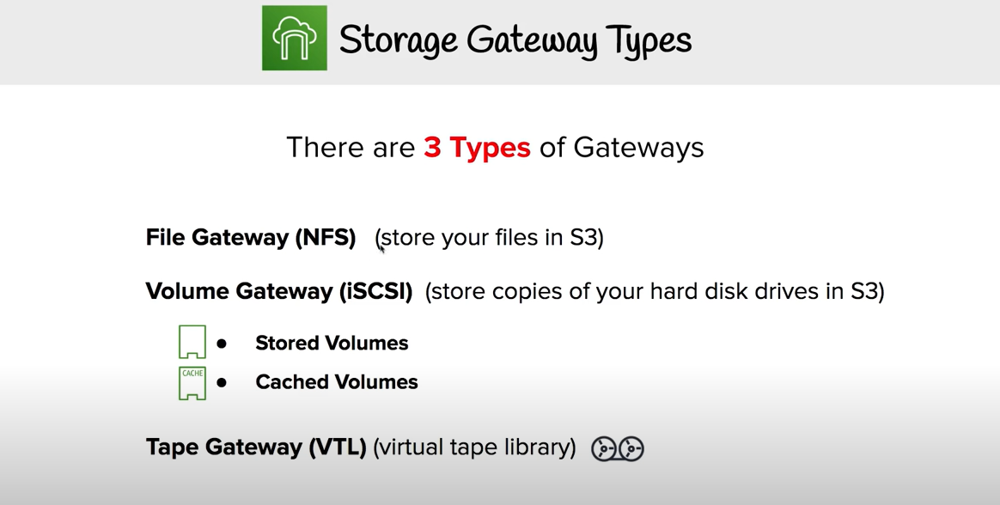 Storage Gateway Types
There are 3 Types of Gateways
File Gateway (NFS) (store your files in S3)
Volume Gateway (iSCSI) (store copies of your hard disk drives in S3)
• Stored Volumes
CACHE • Cached Volumes
Tape Gateway (VTL) (virtual tape library)